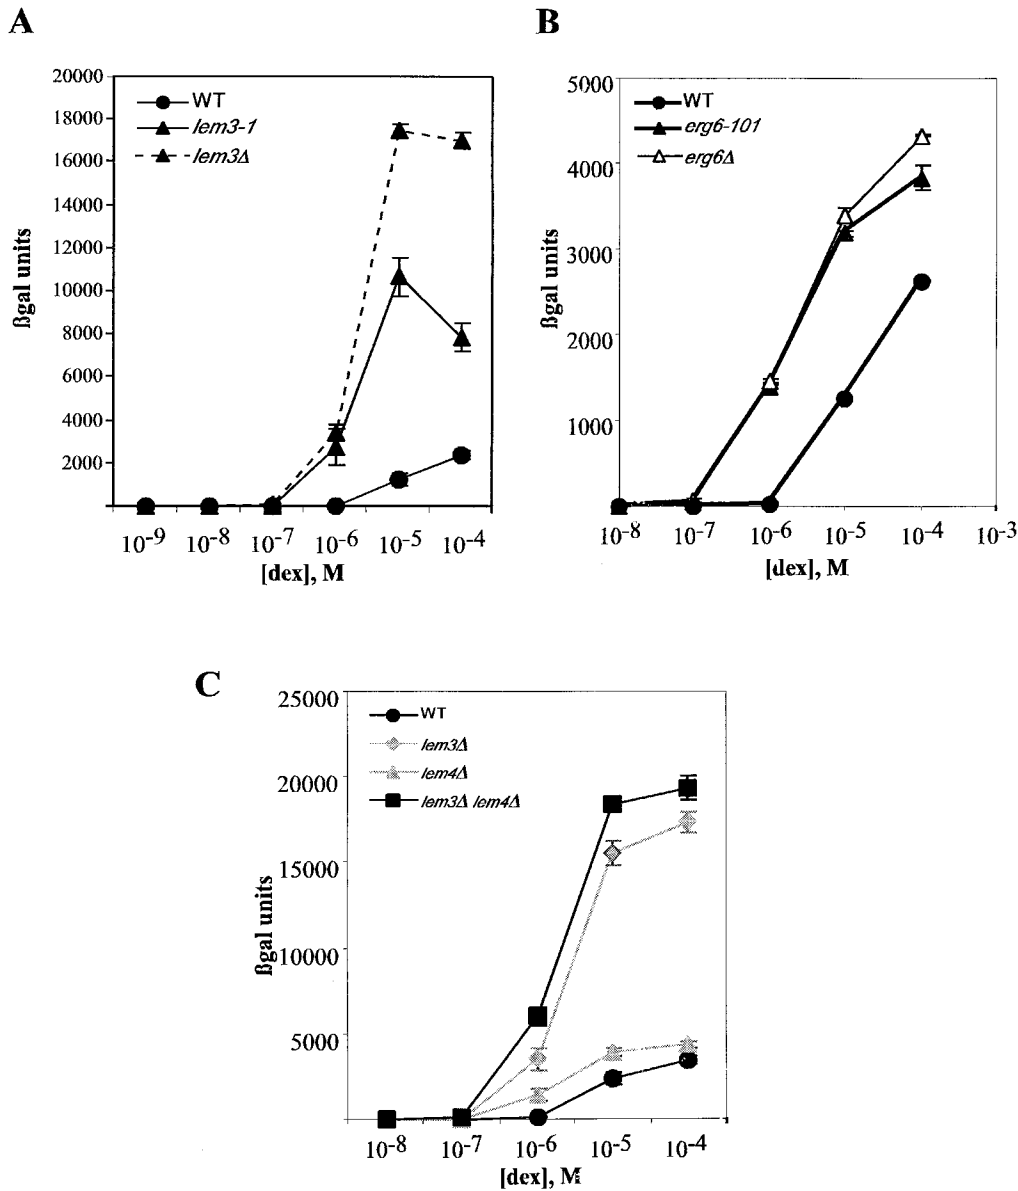 A
20000
18000
16000
14000
12000
10000
8000
6000
4000
2000
ßgal units
WT
lem3-1
lem3Δ
10-9 10-8 10-7 10-6 10-5 10-4
[dex], M
B
5000
4000
3000
2000
1000
ßgal units
WT
erg6-101
erg6Δ
10-8 10-7 10-6 10-5 10-4 10-3
[dex], M
C
25000
20000
15000
10000
5000
ßgal units
WT
lem3Δ
lem4Δ
lem3Δ lem4Δ
10-8 10-7 10-6 10-5 10-4
[dex], M